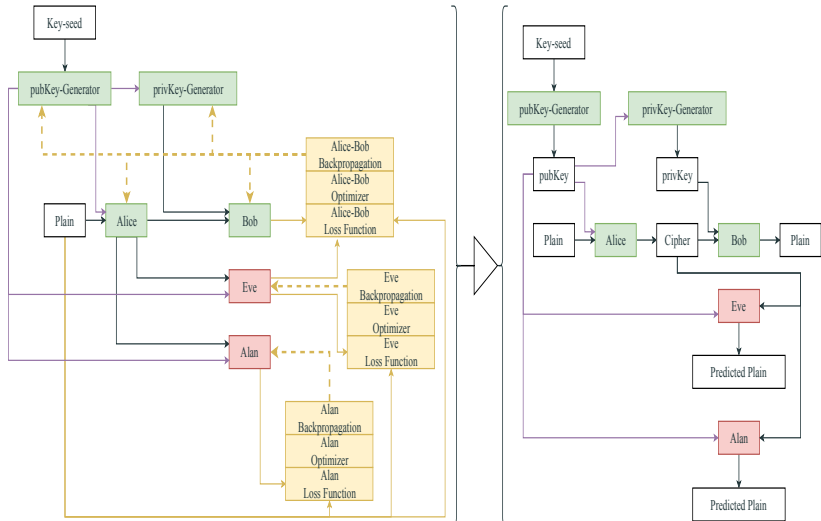 Key-seed
pubKey-Generator
privKey-Generator
Alice-Bob
Backpropagation
Alice-Bob
Optimizer
Alice-Bob
Loss Function
Plain
Alice
Bob
Eve
Eve
Backpropagation
Eve
Optimizer
Eve
Loss Function
Alan
Alan
Backpropagation
Alan
Optimizer
Alan
Loss Function
Key-seed
pubKey-Generator
privKey-Generator
pubKey
privKey
Plain
Alice
Cipher
Bob
Plain
Eve
Predicted Plain
Alan
Predicted Plain